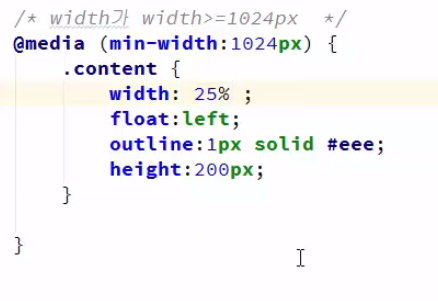 /* width가 width>=1024px  */
@media (min-width:1024px) {
    .content {
        width: 25% ;
        float:left;
        outline:1px solid #eee;
        height:200px;
    }
}